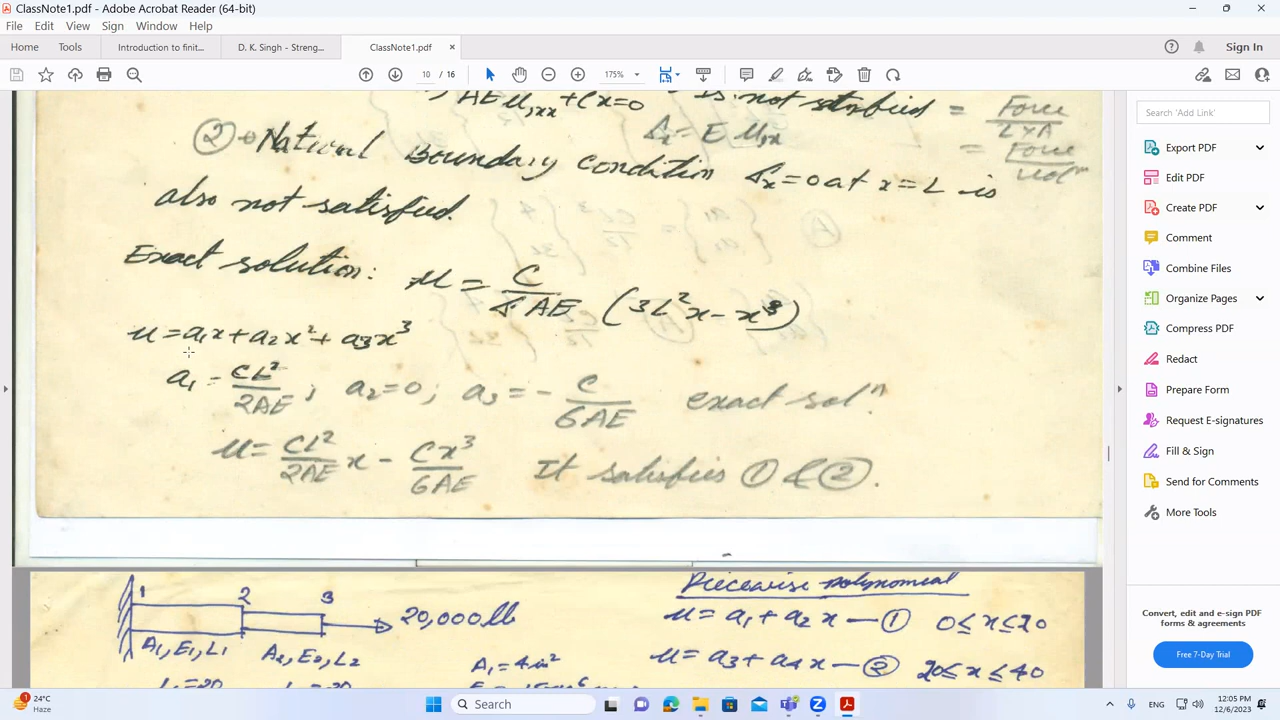 ClassNote1.pdf - Adobe Acrobat Reader (64-bit)
File Edit View Sign Window Help
Home Tools Introduction to finit... D. K. Singh - Streng... ClassNote1.pdf × Sign In
10 / 16 175%
AE u,xx + Cx = 0 Is not satisfied = Force / L×A
σx = E u,xx = Force
② Natural Boundary condition σx = 0 at x = L is
also not satisfied.
Exact solution: u = C / 6AE (3L²x - x³)
u = a₁x + a₂x² + a₃x³
a₁ = CL² / 2AE ; a₂ = 0 ; a₃ = - C / 6AE exact solⁿ.
u = CL² / 2AE x - Cx³ / 6AE It satisfies ① & ②.
Piecewise polynomial
1 2 3 20,000 lb u = a₁ + a₂ x — ① 0 ≤ x ≤ 20
A₁, E₁, L₁ A₂, E₂, L₂ A₁ = 4 in² u = a₃ + a₄ x — ② 20 ≤ x ≤ 40
Search 'Add Link'
Export PDF
Edit PDF
Create PDF
Comment
Combine Files
Organize Pages
Compress PDF
Redact
Prepare Form
Request E-signatures
Fill & Sign
Send for Comments
More Tools
Convert, edit and e-sign PDF
forms & agreements
Free 7-Day Trial
24°C
Haze
Search
ENG
12:05 PM
12/6/2023